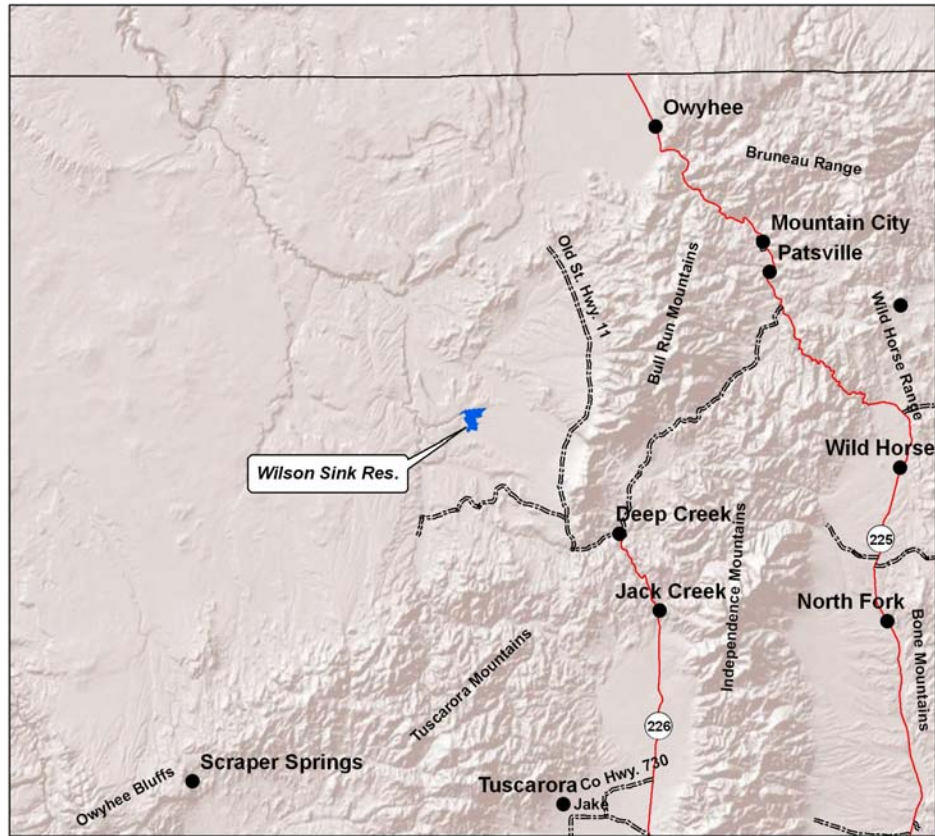 Owyhee
Bruneau Range
Mountain City
Patsville
Old St. Hwy. 11
Bull Run Mountains
Wild Horse Range
Wilson Sink Res.
Wild Horse
Deep Creek
225
Independence Mountains
Jack Creek
North Fork
Bone Mountains
Tuscarora Mountains
226
Scraper Springs
Owyhee Bluffs
Tuscarora
Co Hwy. 730
Jake